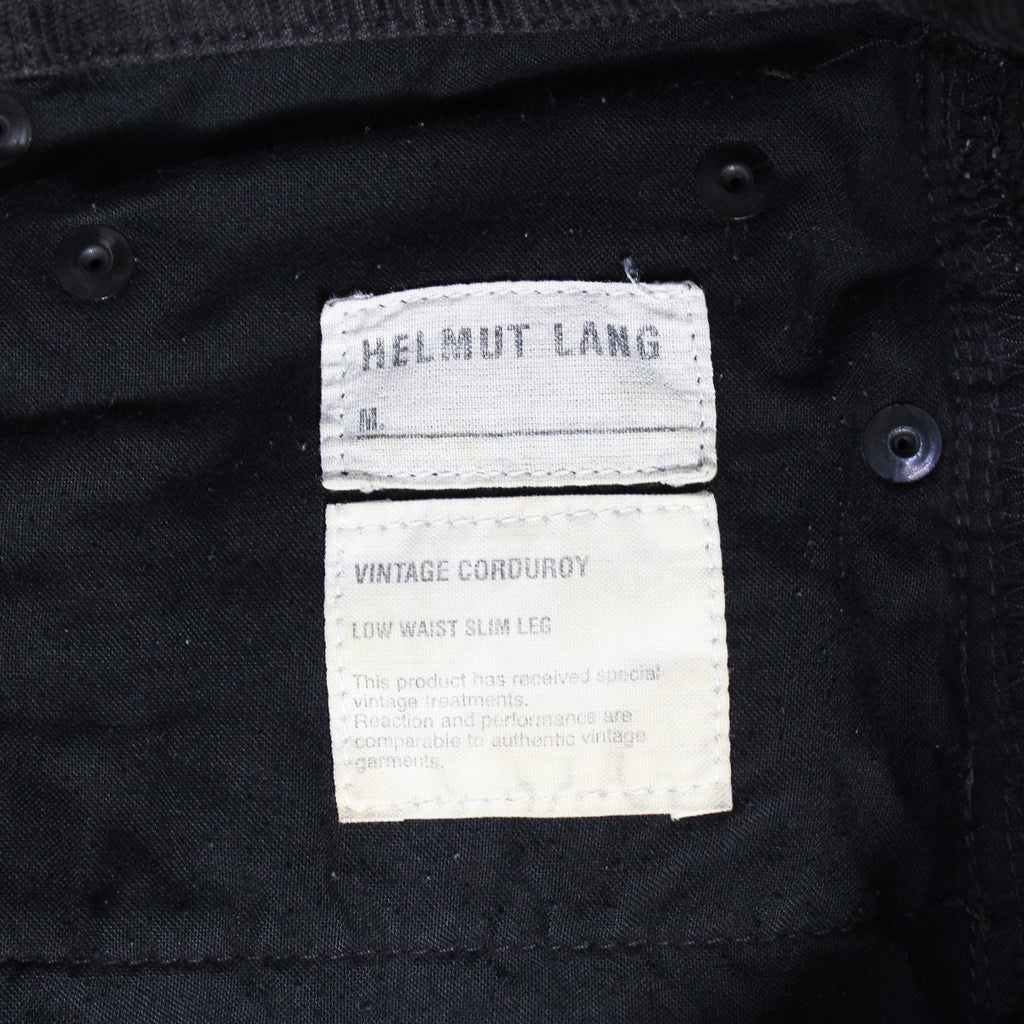 HELMUT LANG
M.
VINTAGE CORDUROY
LOW WAIST SLIM LEG
This product has received special
vintage treatments.
Reaction and performance are
comparable to authentic vintage
garments.